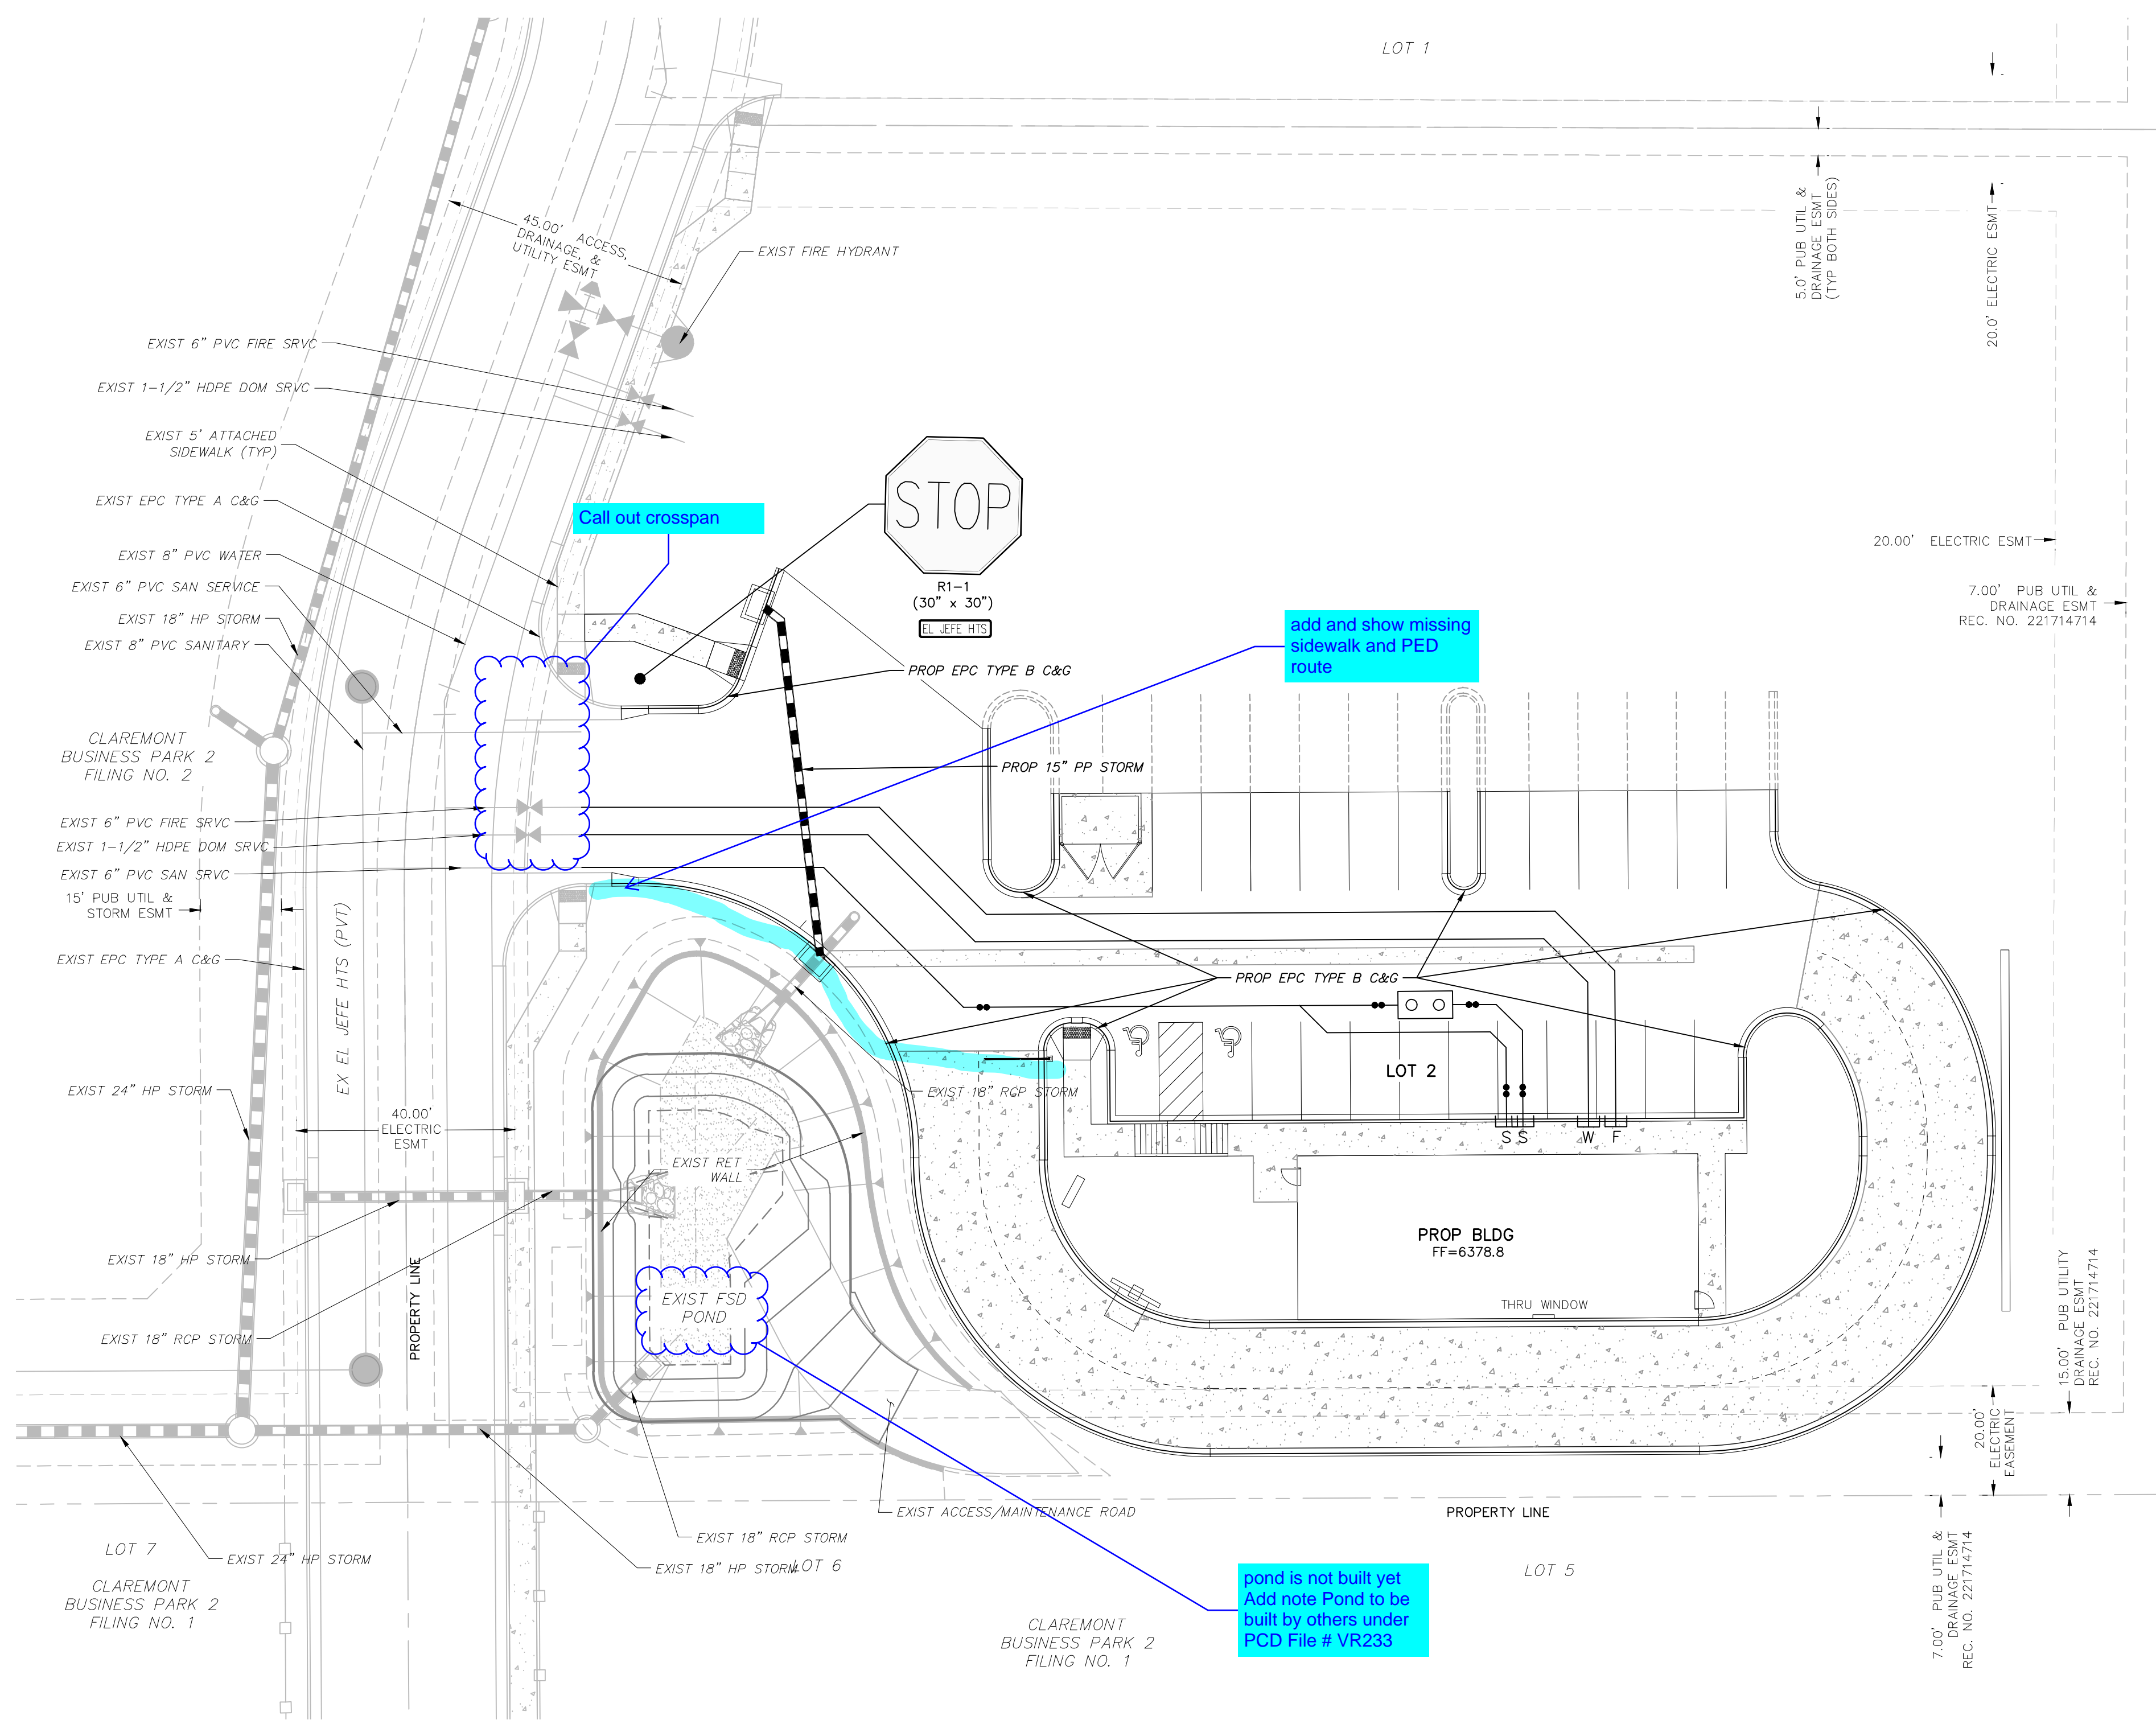 LOT 1
45.00' ACCESS,
DRAINAGE, &
UTILITY ESMT
EXIST FIRE HYDRANT
5.0' PUB UTIL &
DRAINAGE ESMT
(TYP BOTH SIDES)
20.0' ELECTRIC ESMT
EXIST 6" PVC FIRE SRVC
EXIST 1-1/2" HDPE DOM SRVC
EXIST 5' ATTACHED
SIDEWALK (TYP)
EXIST EPC TYPE A C&G
EXIST 8" PVC WATER
EXIST 6" PVC SAN SERVICE
EXIST 18" HP STORM
EXIST 8" PVC SANITARY
Call out crosspan
STOP
R1-1
(30" x 30")
EL JEFE HTS
20.00' ELECTRIC ESMT
7.00' PUB UTIL &
DRAINAGE ESMT
REC. NO. 221714714
add and show missing
sidewalk and PED
route
PROP EPC TYPE B C&G
CLAREMONT
BUSINESS PARK 2
FILING NO. 2
PROP 15" PP STORM
EXIST 6" PVC FIRE SRVC
EXIST 1-1/2" HDPE DOM SRVC
EXIST 6" PVC SAN SRVC
15' PUB UTIL &
STORM ESMT
EXIST EPC TYPE A C&G
EX EL JEFE HTS (PVT)
PROP EPC TYPE B C&G
LOT 2
EXIST 18" RCP STORM
EXIST 24" HP STORM
40.00'
ELECTRIC
ESMT
S S W F
EXIST RET
WALL
PROP BLDG
FF=6378.8
THRU WINDOW
EXIST 18" HP STORM
PROPERTY LINE
EXIST FSD
POND
EXIST 18" RCP STORM
15.00' PUB UTILITY
DRAINAGE ESMT
REC. NO. 221714714
20.00'
ELECTRIC
EASEMENT
EXIST ACCESS/MAINTENANCE ROAD
PROPERTY LINE
EXIST 18" RCP STORM
LOT 7
EXIST 24" HP STORM
EXIST 18" HP STORM
LOT 6
LOT 5
CLAREMONT
BUSINESS PARK 2
FILING NO. 1
pond is not built yet
Add note Pond to be
built by others under
PCD File # VR233
CLAREMONT
BUSINESS PARK 2
FILING NO. 1
7.00' PUB UTIL &
DRAINAGE ESMT
REC. NO. 221714714